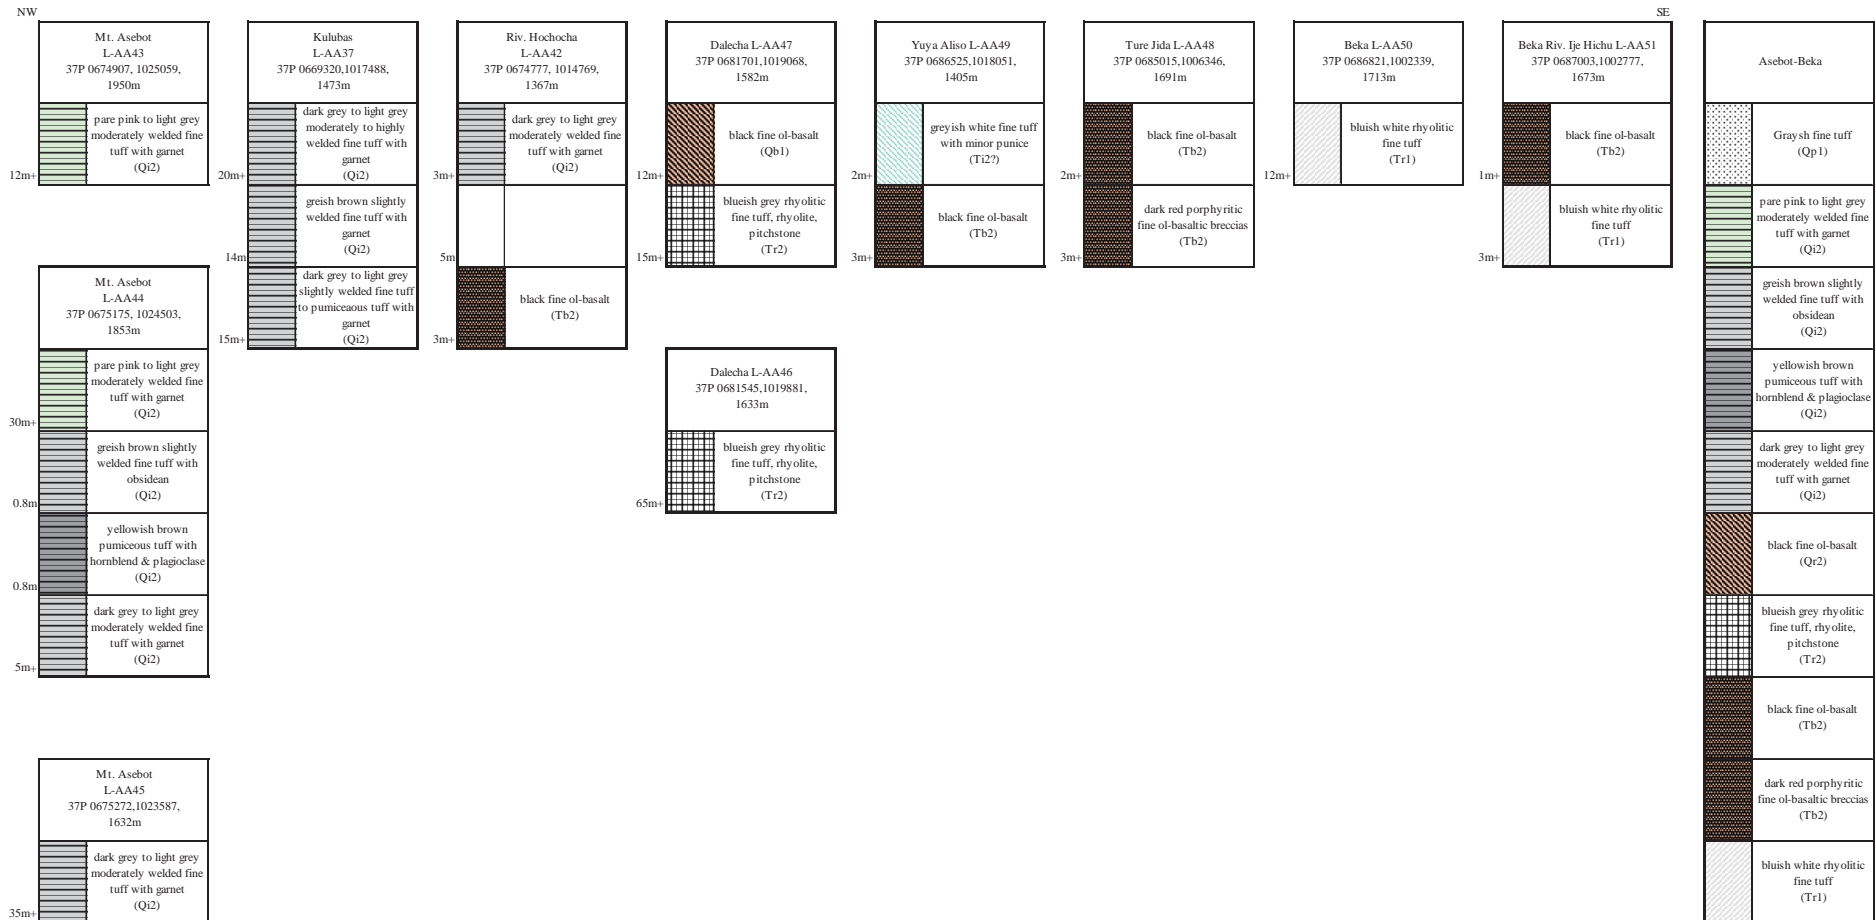 NW
SE
Mt. Asebot
L-AA43
37P 0674907, 1025059,
1950m
pare pink to light grey
moderately welded fine
tuff with garnet
(Qi2)
12m+
Mt. Asebot
L-AA44
37P 0675175, 1024503,
1853m
pare pink to light grey
moderately welded fine
tuff with garnet
(Qi2)
30m+
greish brown slightly
welded fine tuff with
obsidean
(Qi2)
0.8m
yellowish brown
pumiceous tuff with
hornblend & plagioclase
(Qi2)
0.8m
dark grey to light grey
moderately welded fine
tuff with garnet
(Qi2)
5m+
Mt. Asebot
L-AA45
37P 0675272,1023587,
1632m
dark grey to light grey
moderately welded fine
tuff with garnet
(Qi2)
35m+
Kulubas
L-AA37
37P 0669320,1017488,
1473m
dark grey to light grey
moderately to highly
welded fine tuff with
garnet
(Qi2)
20m+
greish brown slightly
welded fine tuff with
garnet
(Qi2)
14m
dark grey to light grey
slightly welded fine tuff
to pumiceaous tuff with
garnet
(Qi2)
15m+
Riv. Hochocha
L-AA42
37P 0674777, 1014769,
1367m
dark grey to light grey
moderately welded fine
tuff with garnet
(Qi2)
3m+
5m
black fine ol-basalt
(Tb2)
3m+
Dalecha L-AA47
37P 0681701,1019068,
1582m
black fine ol-basalt
(Qb1)
12m+
blueish grey rhyolitic
fine tuff, rhyolite,
pitchstone
(Tr2)
15m+
Dalecha L-AA46
37P 0681545,1019881,
1633m
blueish grey rhyolitic
fine tuff, rhyolite,
pitchstone
(Tr2)
65m+
Yuya Aliso L-AA49
37P 0686525,1018051,
1405m
greyish white fine tuff
with minor punice
(Ti2?)
2m+
black fine ol-basalt
(Tb2)
3m+
Ture Jida L-AA48
37P 0685015,1006346,
1691m
black fine ol-basalt
(Tb2)
2m+
dark red porphyritic
fine ol-basaltic breccias
(Tb2)
3m+
Beka L-AA50
37P 0686821,1002339,
1713m
bluish white rhyolitic
fine tuff
(Tr1)
12m+
Beka Riv. Ije Hichu L-AA51
37P 0687003,1002777,
1673m
black fine ol-basalt
(Tb2)
1m+
bluish white rhyolitic
fine tuff
(Tr1)
3m+
Asebot-Beka
Graysh fine tuff
(Qp1)
pare pink to light grey
moderately welded fine
tuff with garnet
(Qi2)
greish brown slightly
welded fine tuff with
obsidean
(Qi2)
yellowish brown
pumiceous tuff with
hornblend & plagioclase
(Qi2)
dark grey to light grey
moderately welded fine
tuff with garnet
(Qi2)
black fine ol-basalt
(Qr2)
blueish grey rhyolitic
fine tuff, rhyolite,
pitchstone
(Tr2)
black fine ol-basalt
(Tb2)
dark red porphyritic
fine ol-basaltic breccias
(Tb2)
bluish white rhyolitic
fine tuff
(Tr1)